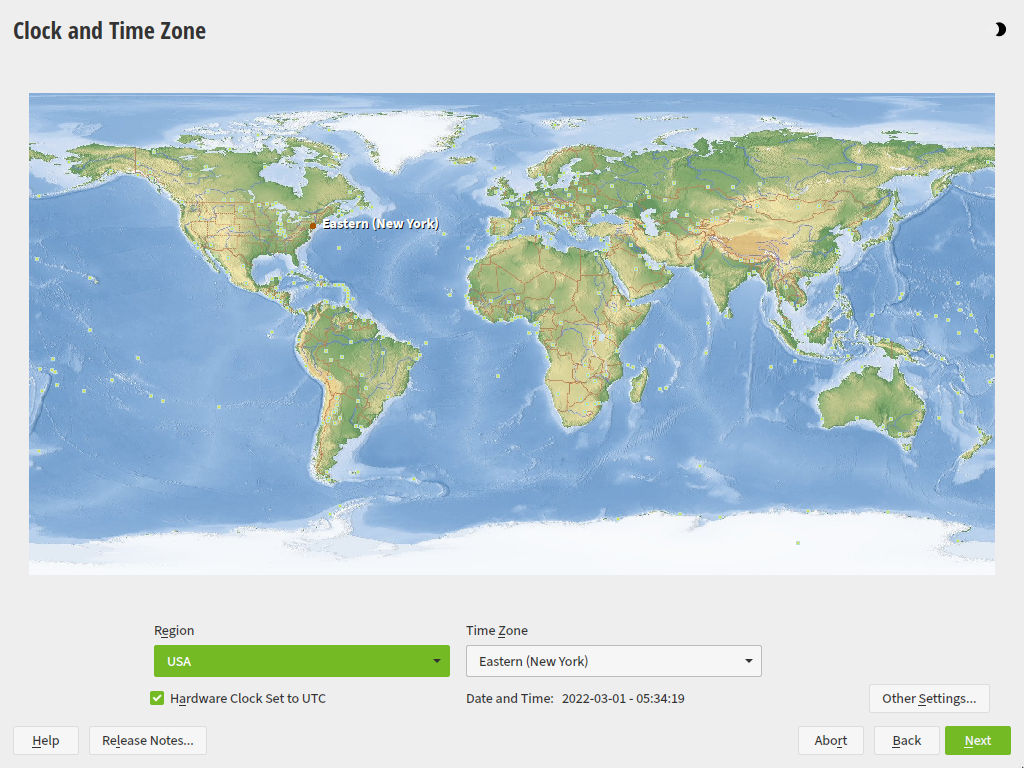 Clock and Time Zone
Eastern (New York)
Region
Time Zone
USA
Eastern (New York)
Hardware Clock Set to UTC
Date and Time: 2022-03-01 - 05:34:19
Other Settings...
Help
Release Notes...
Abort
Back
Next